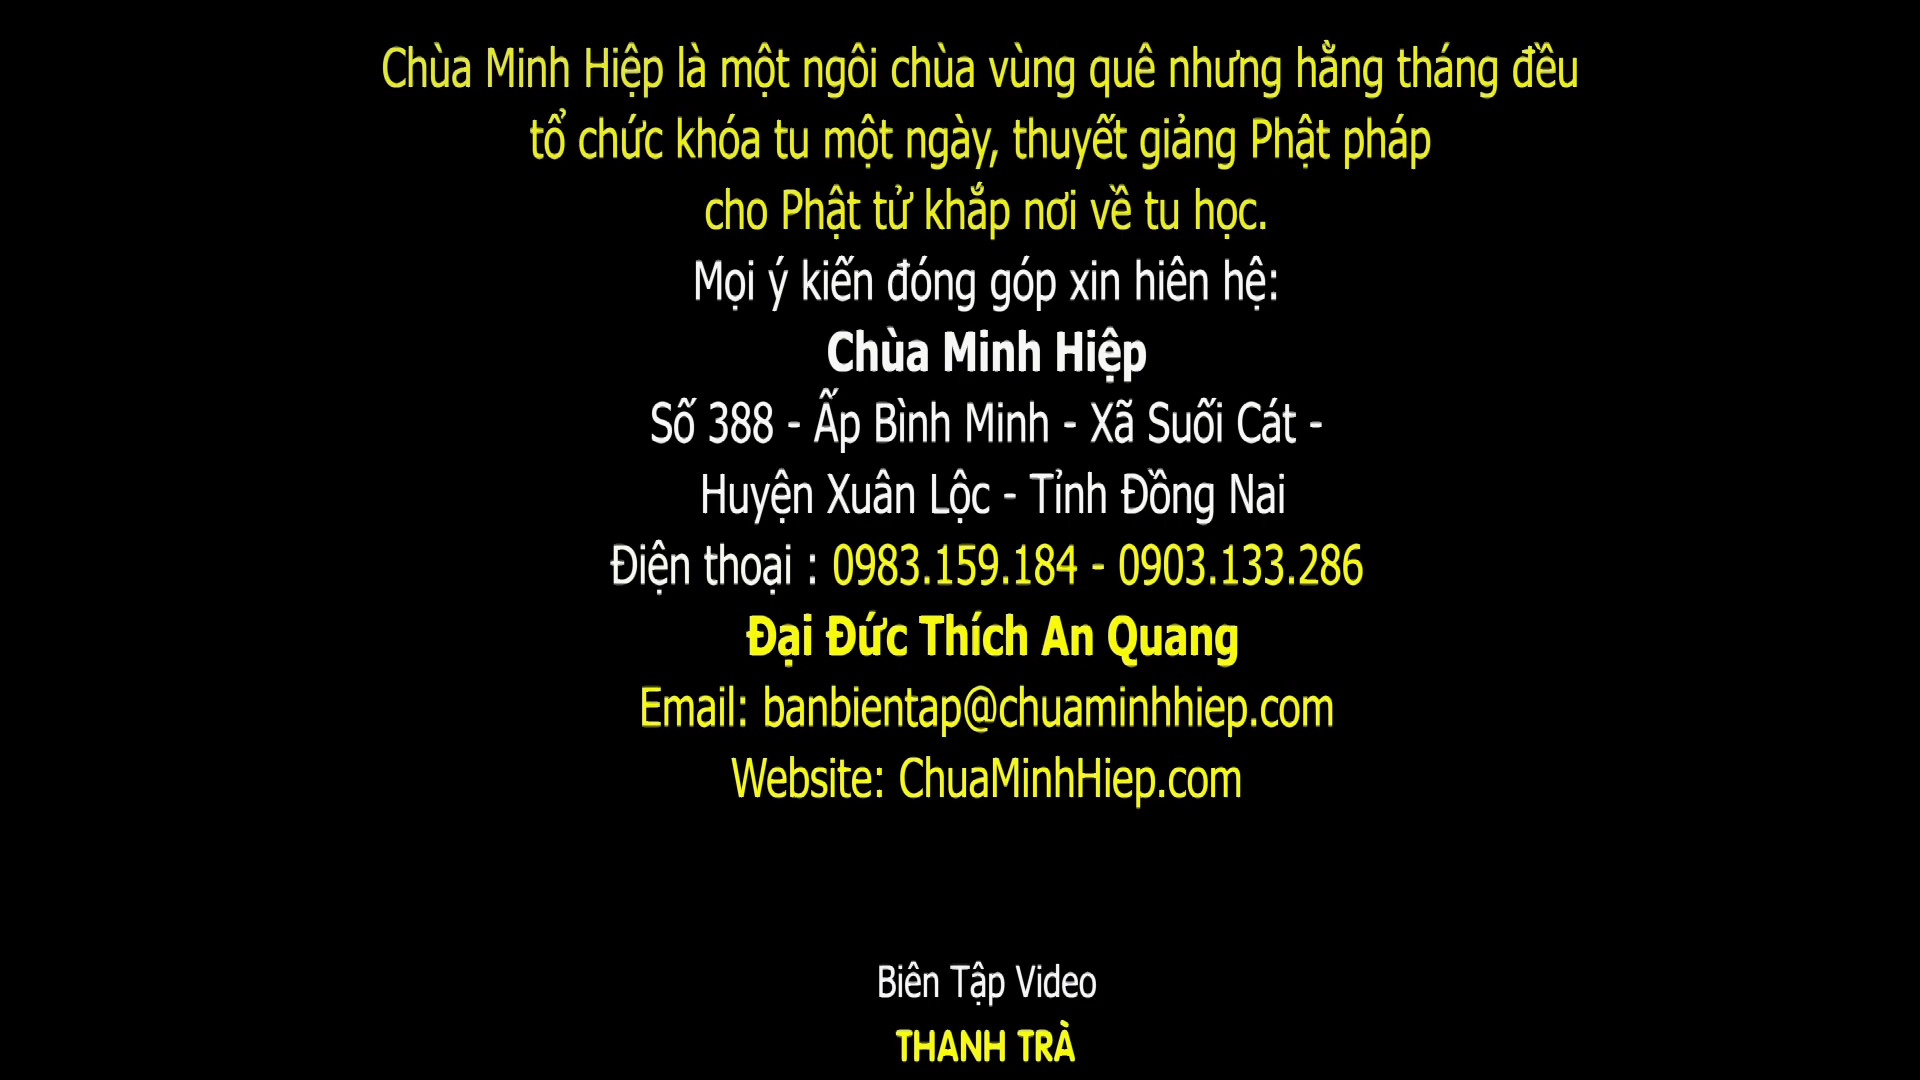 Chùa Minh Hiệp là một ngôi chùa vùng quê nhưng hằng tháng đều
tổ chức khóa tu một ngày, thuyết giảng Phật pháp
cho Phật tử khắp nơi về tu học.
Mọi ý kiến đóng góp xin hiên hệ:
Chùa Minh Hiệp
Số 388 - Ấp Bình Minh - Xã Suối Cát -
Huyện Xuân Lộc - Tỉnh Đồng Nai
Điện thoại : 0983.159.184 - 0903.133.286
Đại Đức Thích An Quang
Email: banbientap@chuaminhhiep.com
Website: ChuaMinhHiep.com
Biên Tập Video
THANH TRÀ